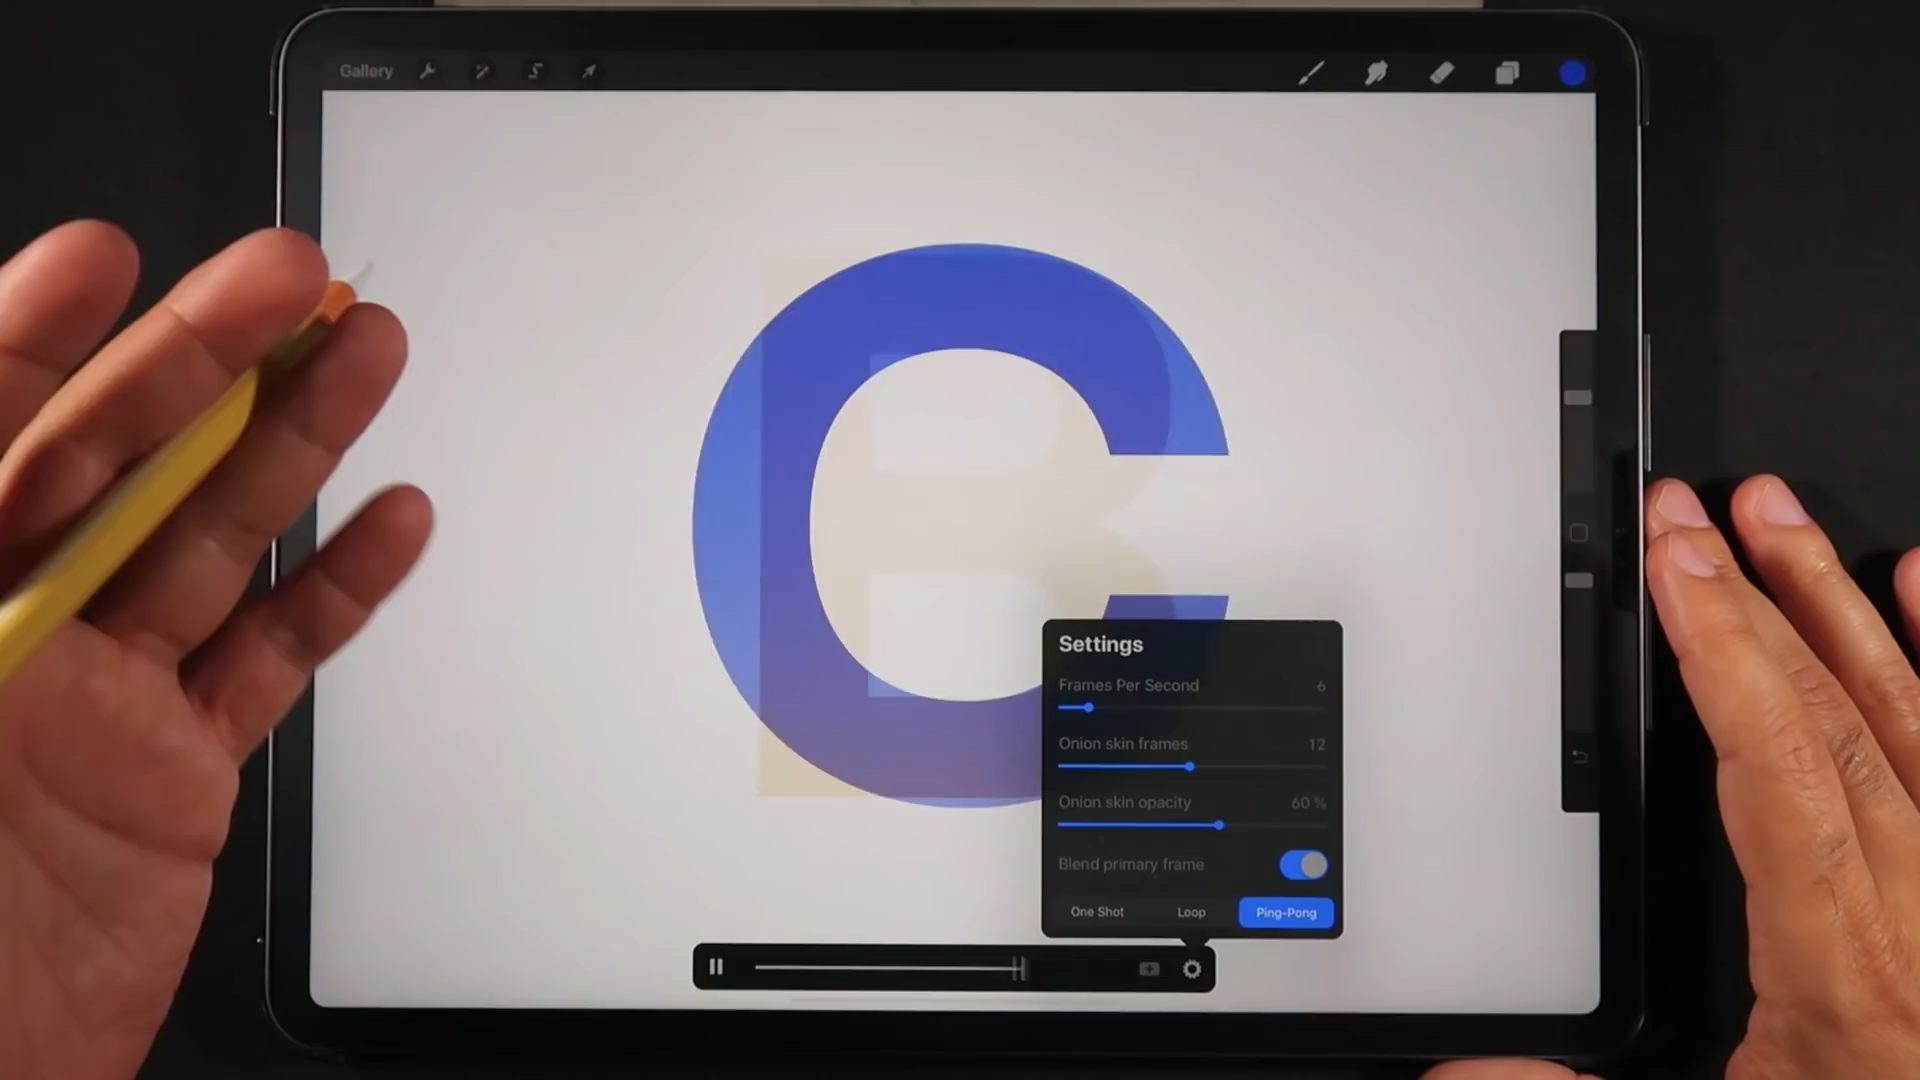 Gallery
C
B
Settings
Frames Per Second 6
Onion skin frames 12
Onion skin opacity 60 %
Blend primary frame
One Shot Loop Ping-Pong